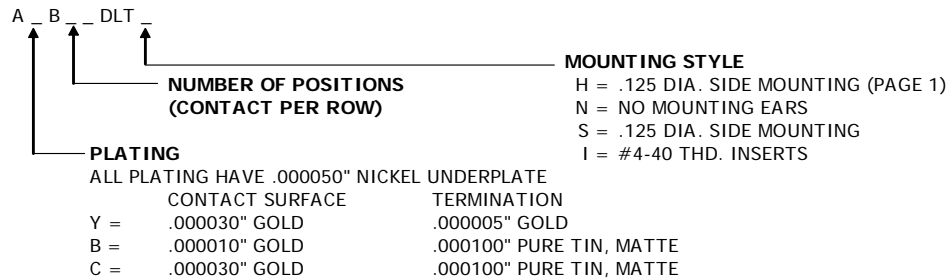 A _ B _ _ DLT _
MOUNTING STYLE
H = .125 DIA. SIDE MOUNTING (PAGE 1)
N = NO MOUNTING EARS
S = .125 DIA. SIDE MOUNTING
I = #4-40 THD. INSERTS
NUMBER OF POSITIONS
(CONTACT PER ROW)
PLATING
ALL PLATING HAVE .000050" NICKEL UNDERPLATE
CONTACT SURFACE TERMINATION
Y = .000030" GOLD .000005" GOLD
B = .000010" GOLD .000100" PURE TIN, MATTE
C = .000030" GOLD .000100" PURE TIN, MATTE